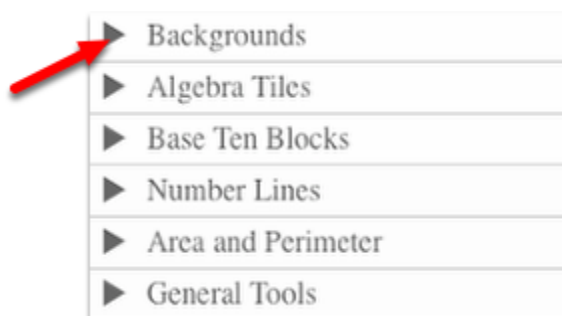 Backgrounds
Algebra Tiles
Base Ten Blocks
Number Lines
Area and Perimeter
General Tools